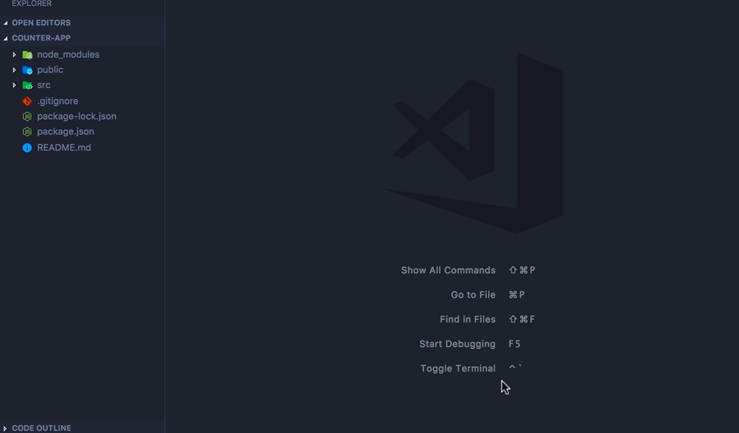 EXPLORER
OPEN EDITORS
COUNTER-APP
node_modules
public
src
.gitignore
package-lock.json
package.json
README.md
CODE OUTLINE
Show All Commands ⇧⌘P
Go to File ⌘P
Find in Files ⇧⌘F
Start Debugging F5
Toggle Terminal ^`